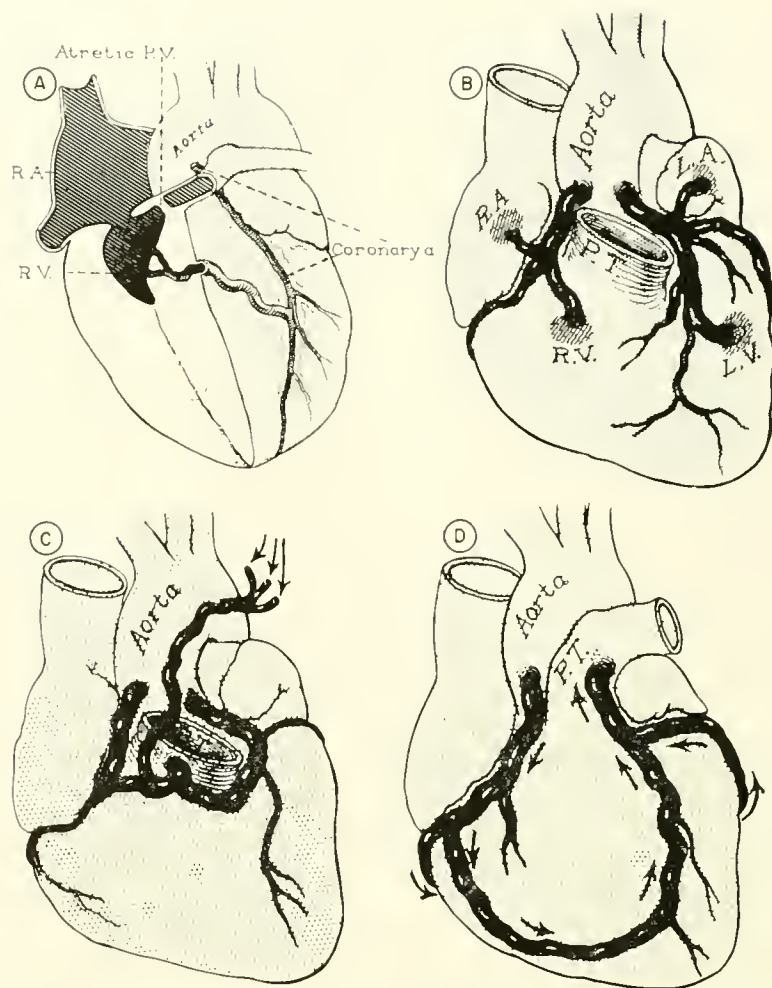 A
Atretic P.V.
Aorta
R.A.
Coronary a
R.V.
B
Aorta
L.A.
R.A
P.T.
R.V.
L.V.
C
Aorta
D
Aorta
P.T.